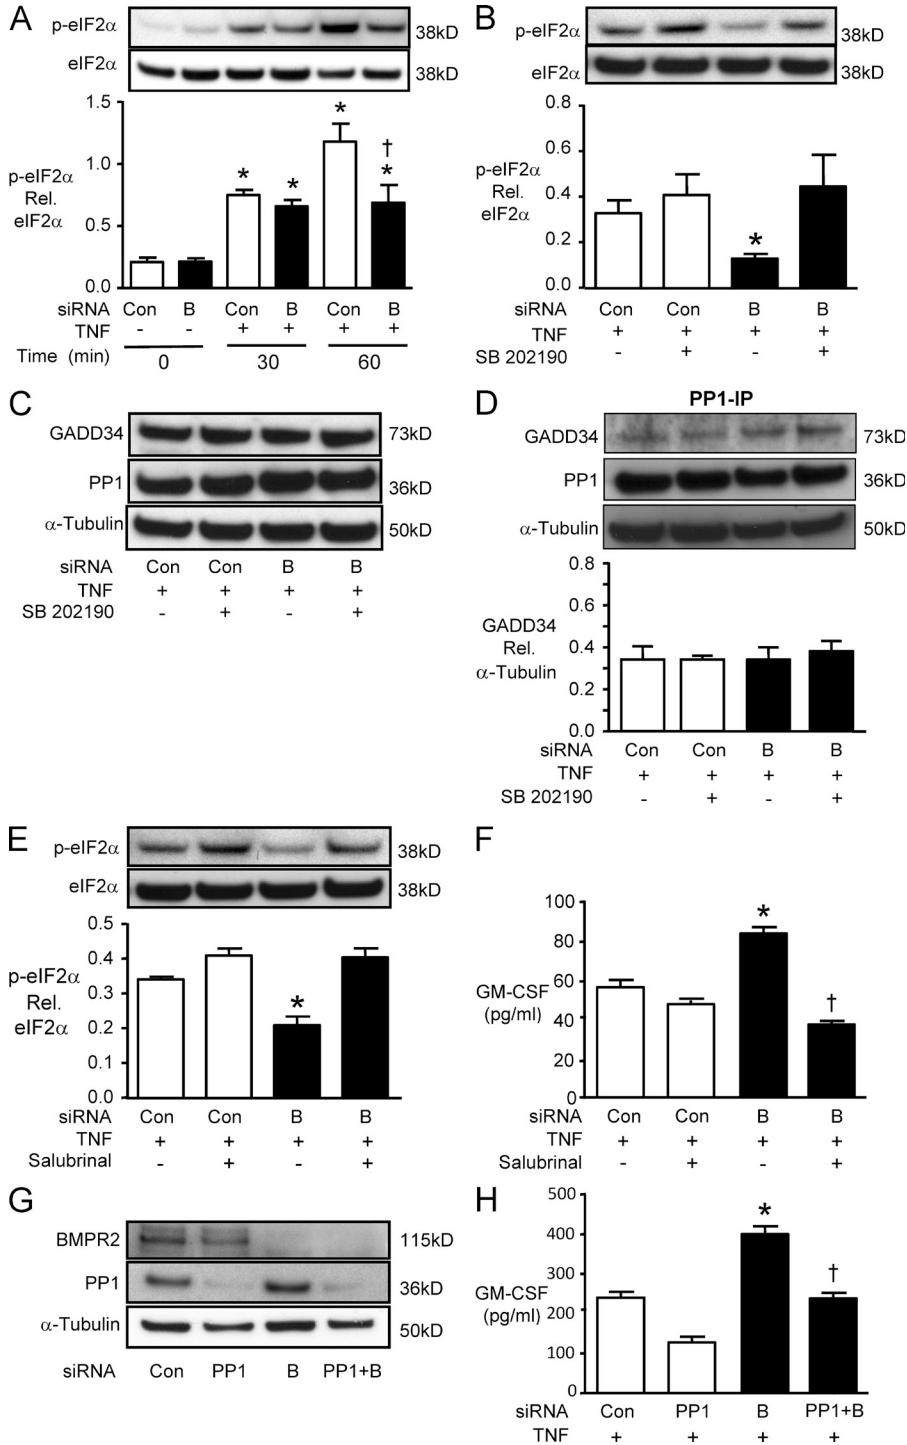 A
p-eIF2α
38kD
eIF2α
38kD
1.5
1.0
0.5
0.0
p-eIF2α
Rel.
eIF2α
*
*
*
†
*
siRNA Con B Con B Con B
TNF - - + + + +
Time (min) 0 30 60
B
p-eIF2α
38kD
eIF2α
38kD
0.8
0.6
0.4
0.2
0.0
p-eIF2α
Rel.
eIF2α
*
siRNA Con Con B B
TNF + + + +
SB 202190 - + - +
C
GADD34 73kD
PP1 36kD
α-Tubulin 50kD
siRNA Con Con B B
TNF + + + +
SB 202190 - + - +
D
PP1-IP
GADD34 73kD
PP1 36kD
α-Tubulin 50kD
0.8
0.6
0.4
0.2
0.0
GADD34
Rel.
α-Tubulin
siRNA Con Con B B
TNF + + + +
SB 202190 - + - +
E
p-eIF2α 38kD
eIF2α 38kD
0.5
0.4
0.3
0.2
0.1
0.0
p-eIF2α
Rel.
eIF2α
*
siRNA Con Con B B
TNF + + + +
Salubrinal - + - +
F
100
80
60
40
20
0
GM-CSF
(pg/ml)
*
†
siRNA Con Con B B
TNF + + + +
Salubrinal - + - +
G
BMPR2 115kD
PP1 36kD
α-Tubulin 50kD
siRNA Con PP1 B PP1+B
H
500
400
300
200
100
0
GM-CSF
(pg/ml)
*
†
siRNA Con PP1 B PP1+B
TNF + + + +